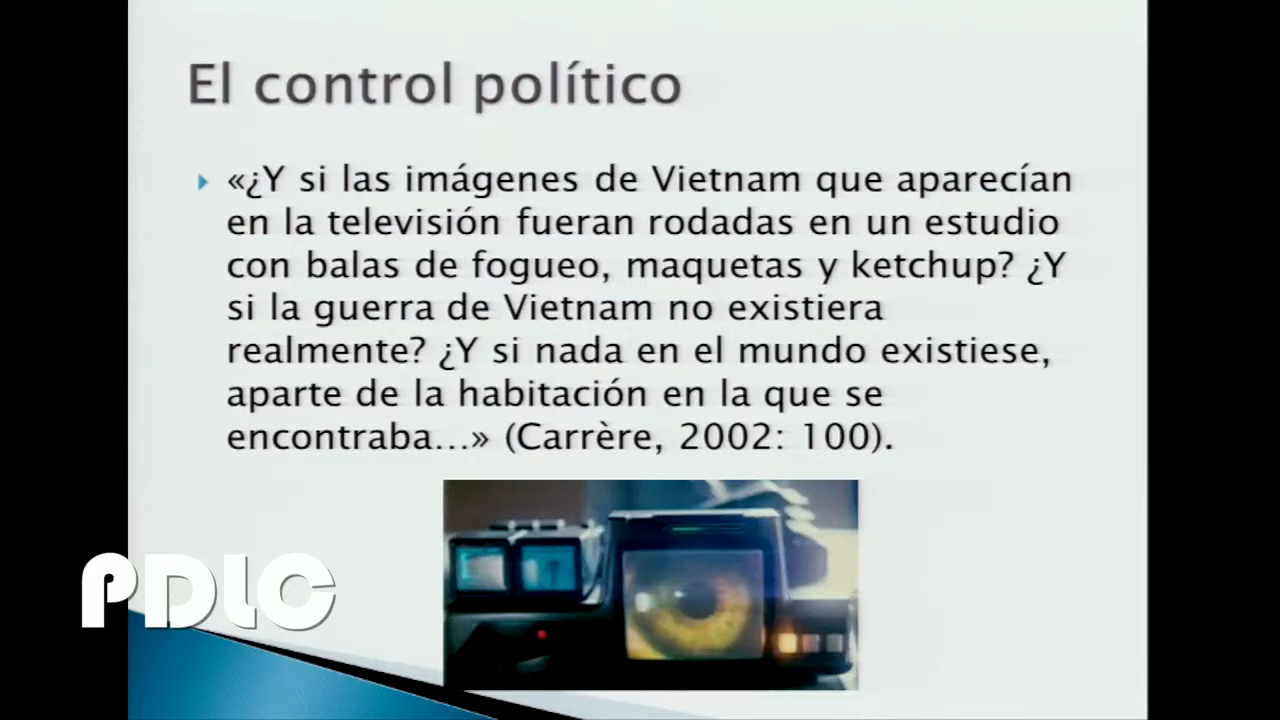 El control político
«¿Y si las imágenes de Vietnam que aparecían
en la televisión fueran rodadas en un estudio
con balas de fogueo, maquetas y ketchup? ¿Y
si la guerra de Vietnam no existiera
realmente? ¿Y si nada en el mundo existiese,
aparte de la habitación en la que se
encontraba...» (Carrère, 2002: 100).
PDLC